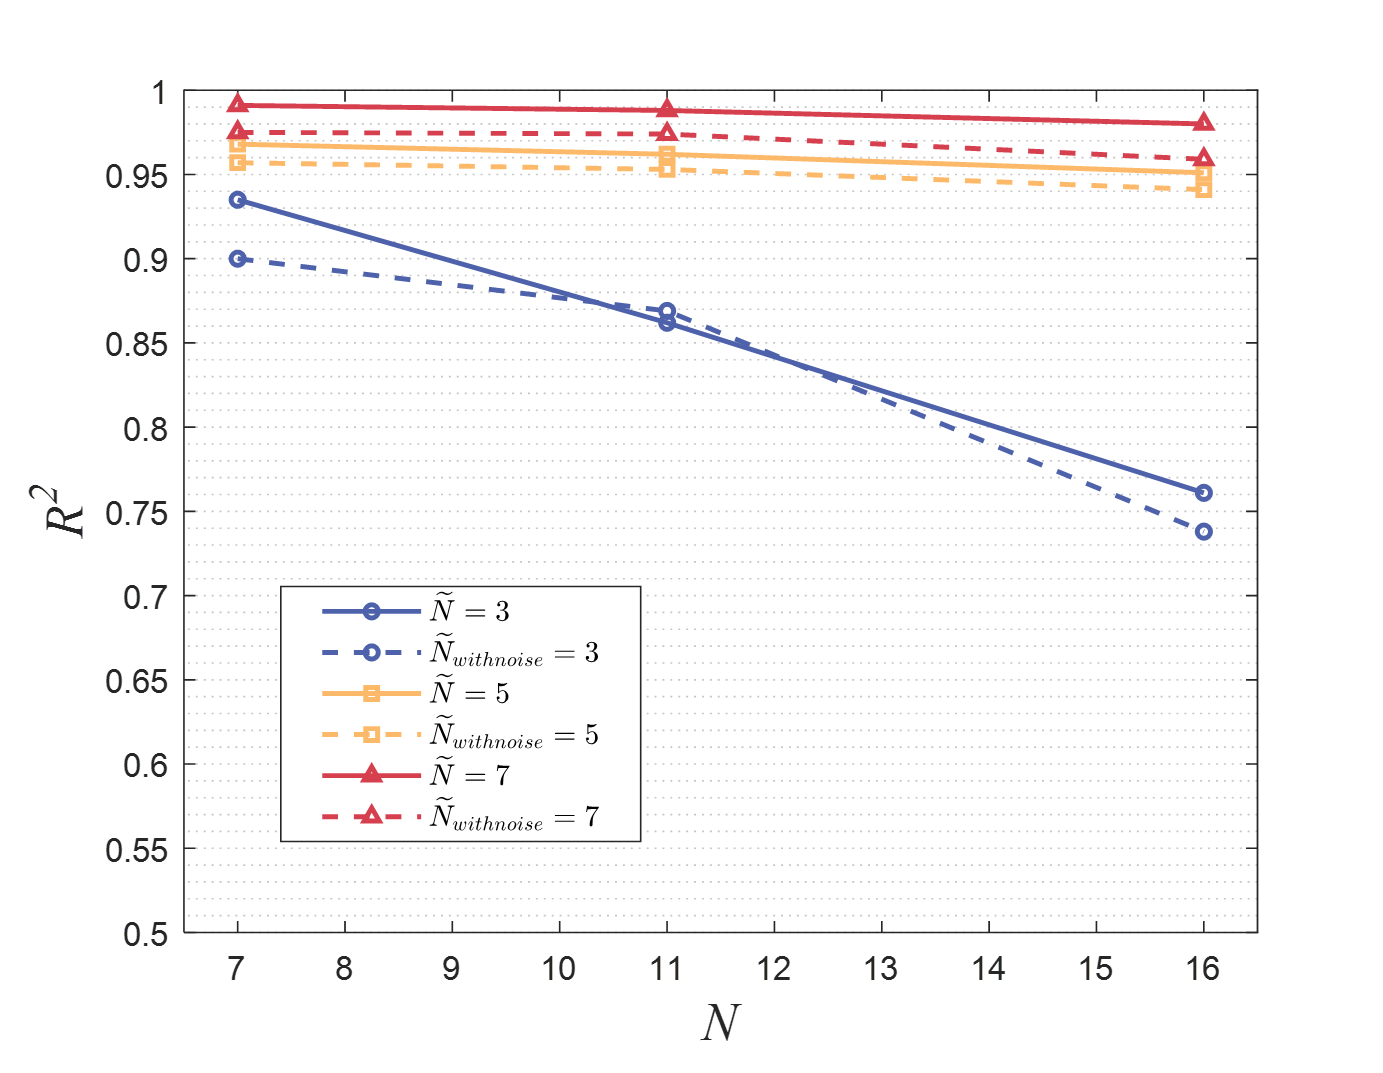 1
0.95
0.9
0.85
0.8
0.75
0.7
0.65
0.6
0.55
0.5
R²
Ñ = 3
Ñ_withnoise = 3
Ñ = 5
Ñ_withnoise = 5
Ñ = 7
Ñ_withnoise = 7
7 8 9 10 11 12 13 14 15 16
N